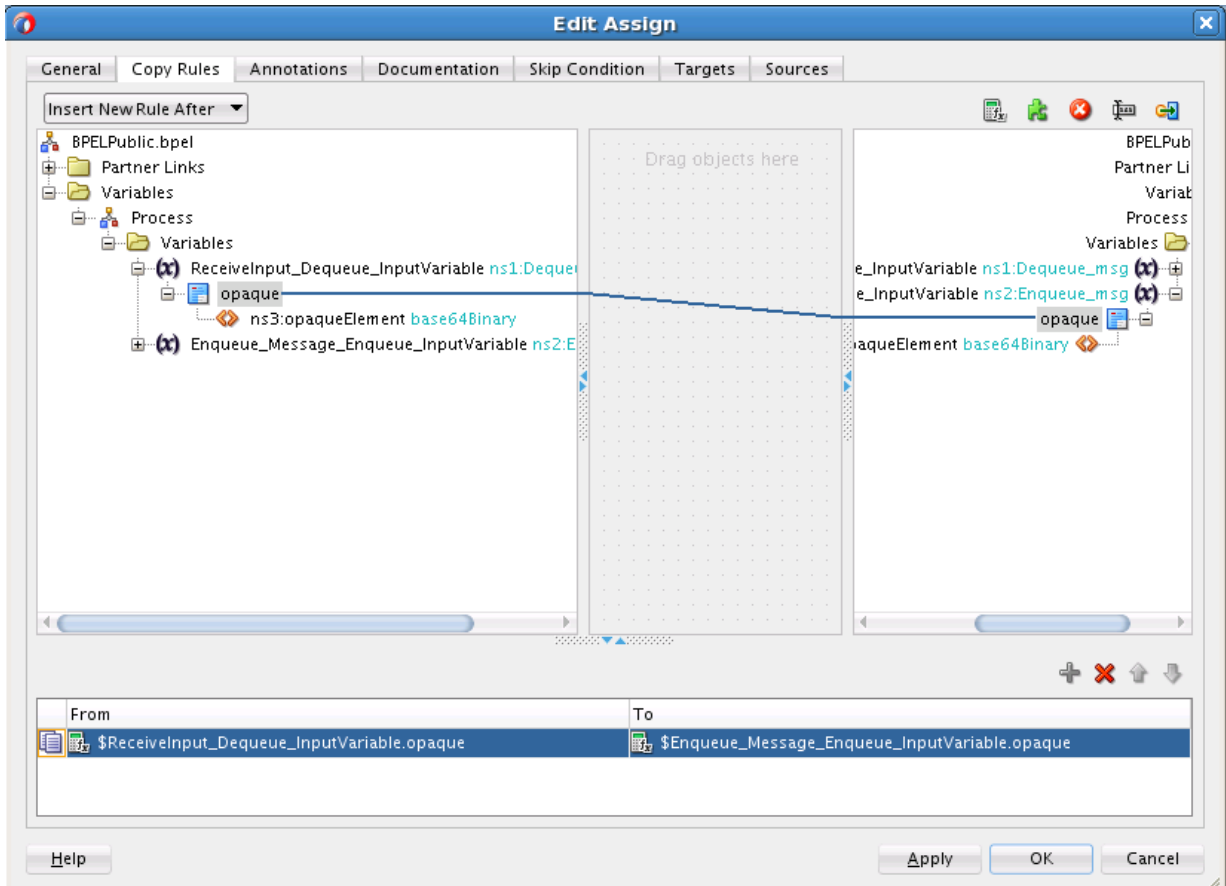 Edit Assign
General Copy Rules Annotations Documentation Skip Condition Targets Sources
Insert New Rule After
BPELPublic.bpel
Partner Links
Variables
Process
Variables
ReceiveInput_Dequeue_InputVariable ns1:Deque
opaque
ns3:opaqueElement base64Binary
Enqueue_Message_Enqueue_InputVariable ns2:E
Drag objects here
BPELPub
Partner Li
Variab
Process
Variables
e_InputVariable ns1:Dequeue_msg
e_InputVariable ns2:Enqueue_msg
opaque
aqueElement base64Binary
From To
$ReceiveInput_Dequeue_InputVariable.opaque $Enqueue_Message_Enqueue_InputVariable.opaque
Help Apply OK Cancel